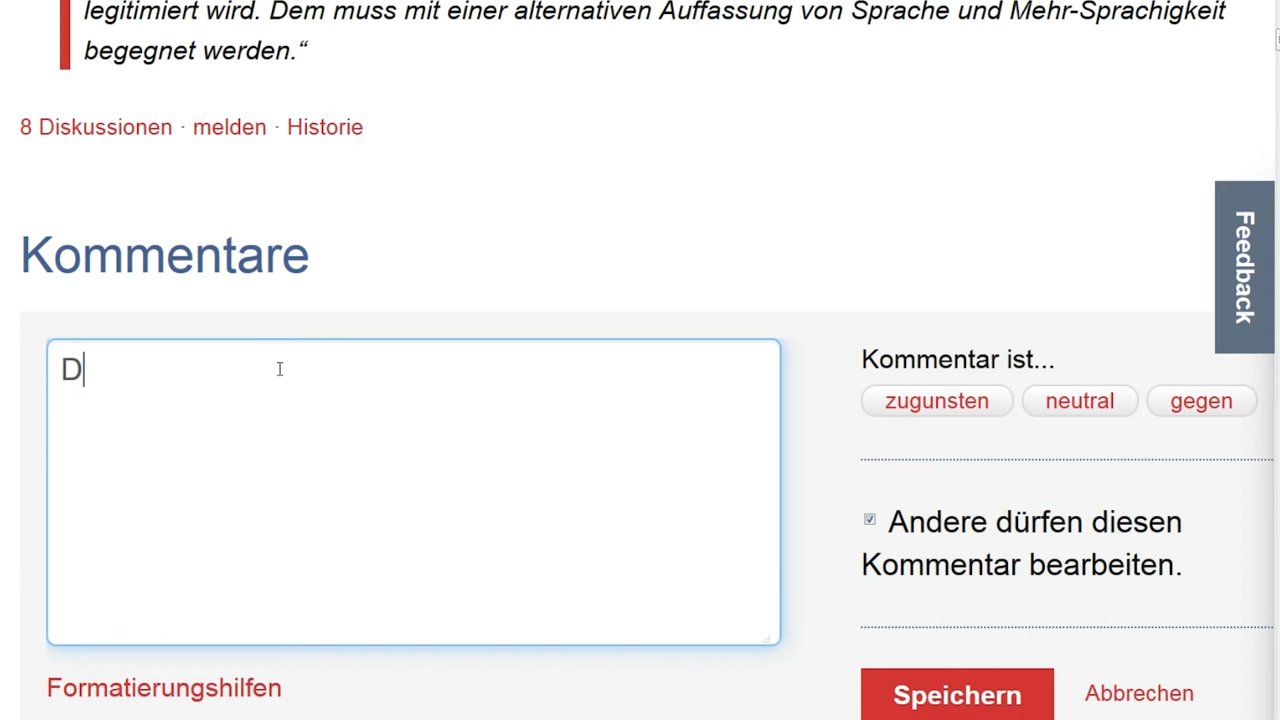 legitimiert wird. Dem muss mit einer alternativen Auffassung von Sprache und Mehr-Sprachigkeit
begegnet werden.“
8 Diskussionen · melden · Historie
Feedback
Kommentare
D
Kommentar ist...
zugunsten neutral gegen
Andere dürfen diesen
Kommentar bearbeiten.
Formatierungshilfen
Speichern Abbrechen